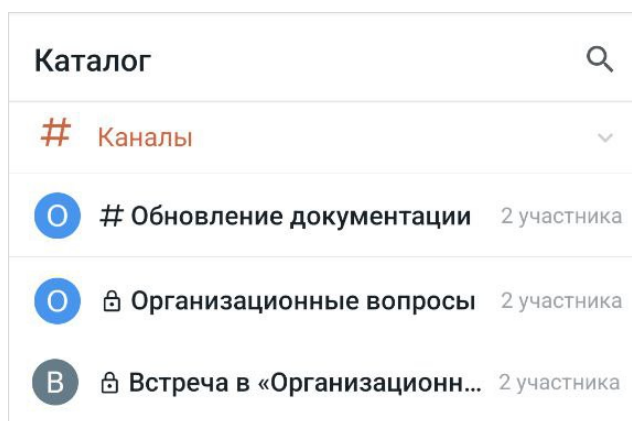 Каталог
# Каналы
О # Обновление документации 2 участника
О Организационные вопросы 2 участника
В Встреча в «Организационн... 2 участника